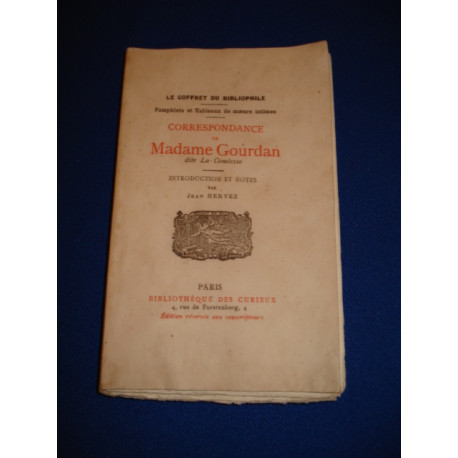 LE COFFRET DU BIBLIOPHILE
Pamphlets et Tableaux de mœurs intimes
CORRESPONDANCE
DE
Madame Gourdan
dite La Comtesse
INTRODUCTION ET NOTES
PAR
JEAN HERVEZ
PARIS
BIBLIOTHÈQUE DES CURIEUX
4, rue de Furstenberg, 4
Édition réservée aux souscripteurs